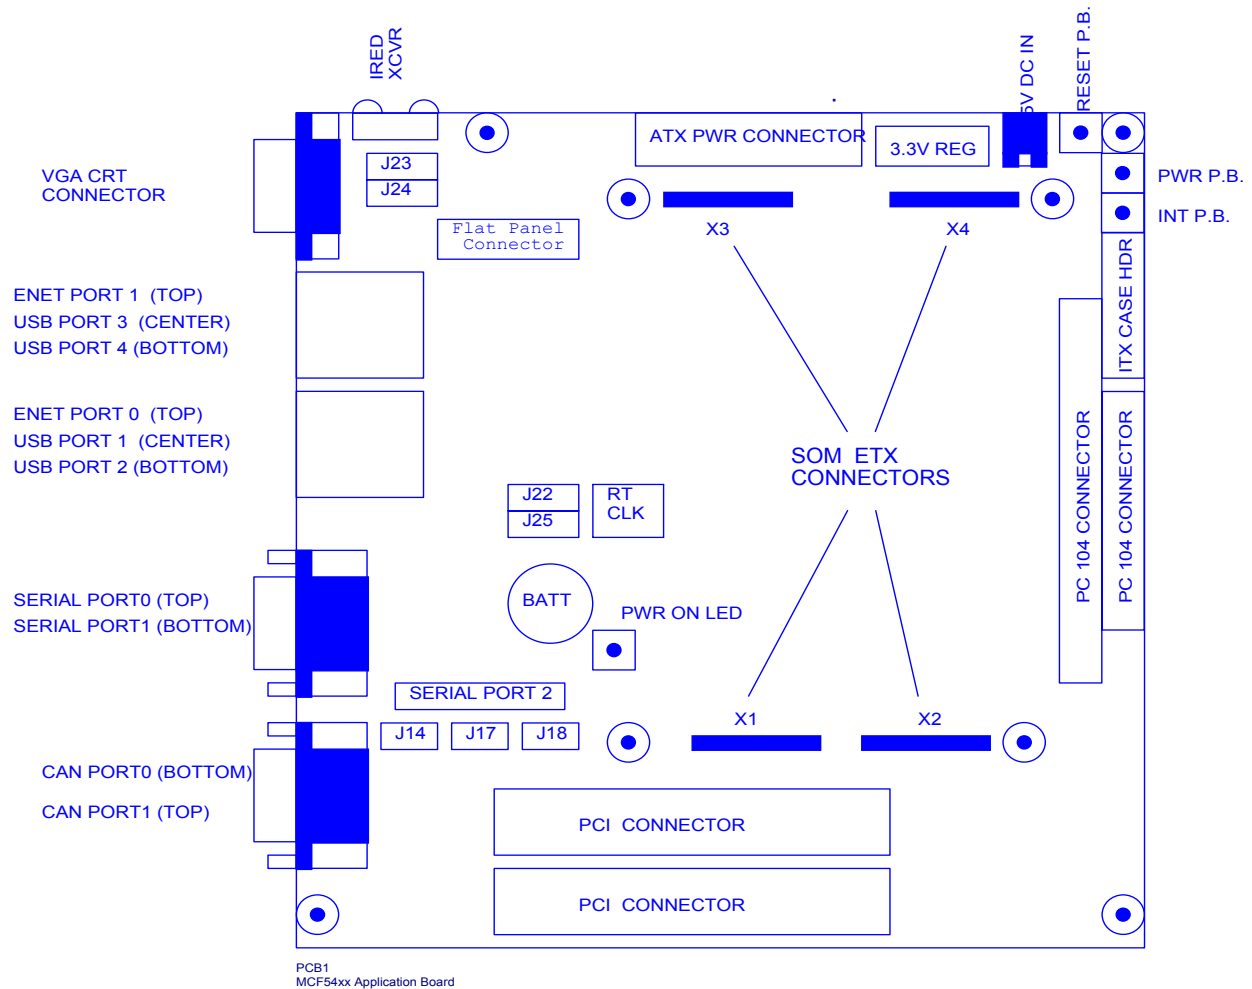 IRED
XCVR
5V DC IN
RESET P.B.
ATX PWR CONNECTOR
3.3V REG
J23
J24
VGA CRT
CONNECTOR
PWR P.B.
INT P.B.
Flat Panel
Connector
X3
X4
ITX CASE HDR
ENET PORT 1 (TOP)
USB PORT 3 (CENTER)
USB PORT 4 (BOTTOM)
ENET PORT 0 (TOP)
USB PORT 1 (CENTER)
USB PORT 2 (BOTTOM)
SOM ETX
CONNECTORS
PC 104 CONNECTOR
PC 104 CONNECTOR
J22
J25
RT
CLK
BATT
PWR ON LED
SERIAL PORT0 (TOP)
SERIAL PORT1 (BOTTOM)
SERIAL PORT 2
X1
X2
J14
J17
J18
CAN PORT0 (BOTTOM)
CAN PORT1 (TOP)
PCI CONNECTOR
PCI CONNECTOR
PCB1
MCF54xx Application Board